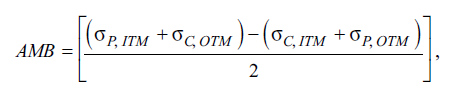 AMB = [((σP, ITM + σC, OTM) − (σC, ITM + σP, OTM)) / 2],